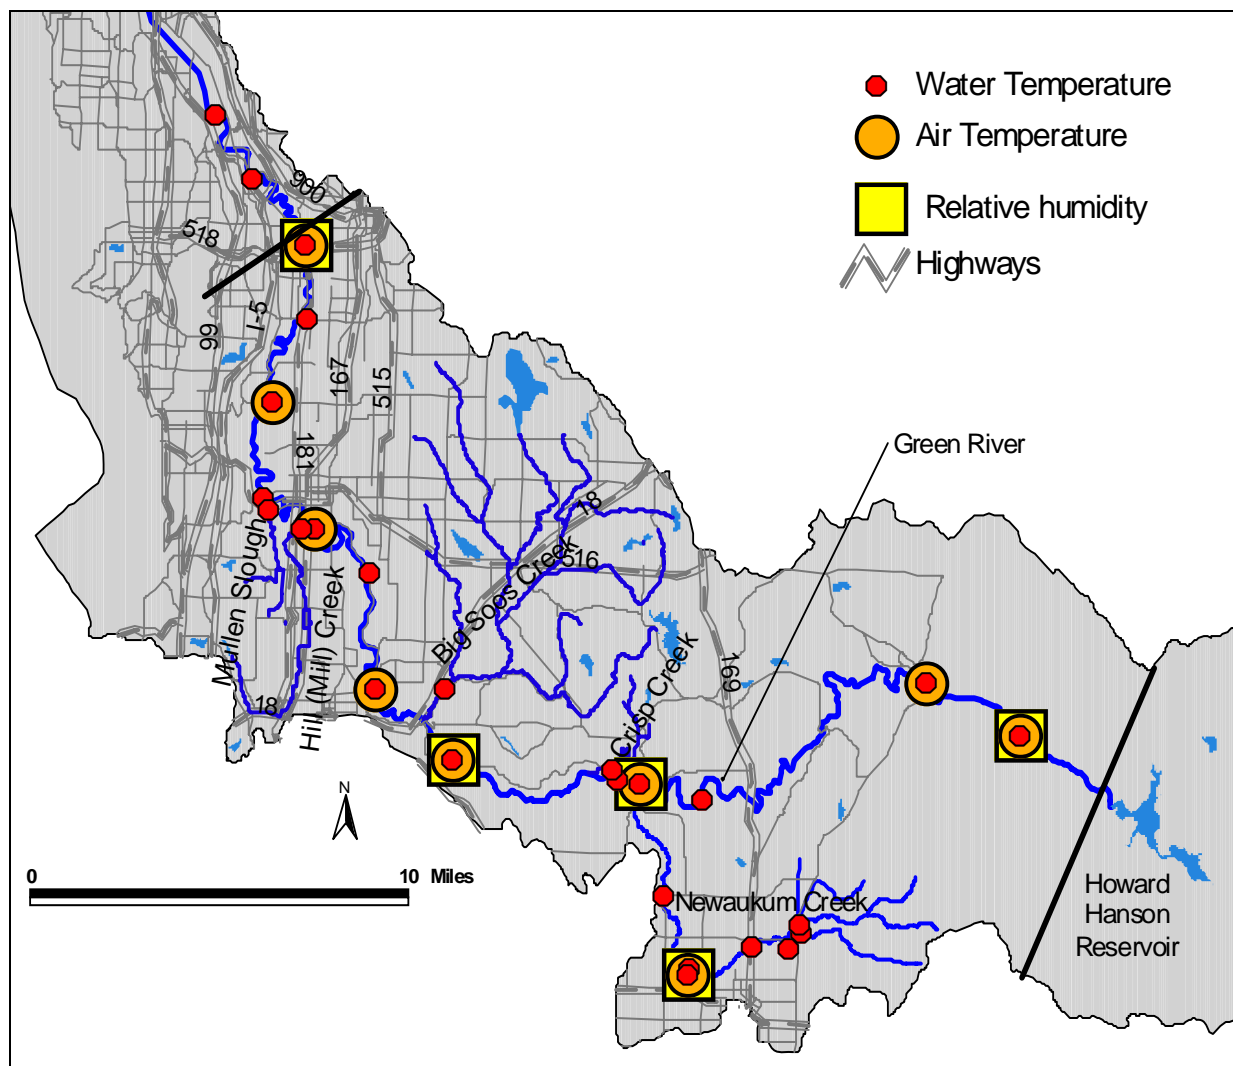 Water Temperature
Air Temperature
Relative humidity
Highways
900
518
99
I-5
167
515
181
Green River
18
516
Big Soos Creek
Mullen Slough
Hill (Mill) Creek
Crisp Creek
169
18
N
0 10 Miles
Newaukum Creek
Howard
Hanson
Reservoir